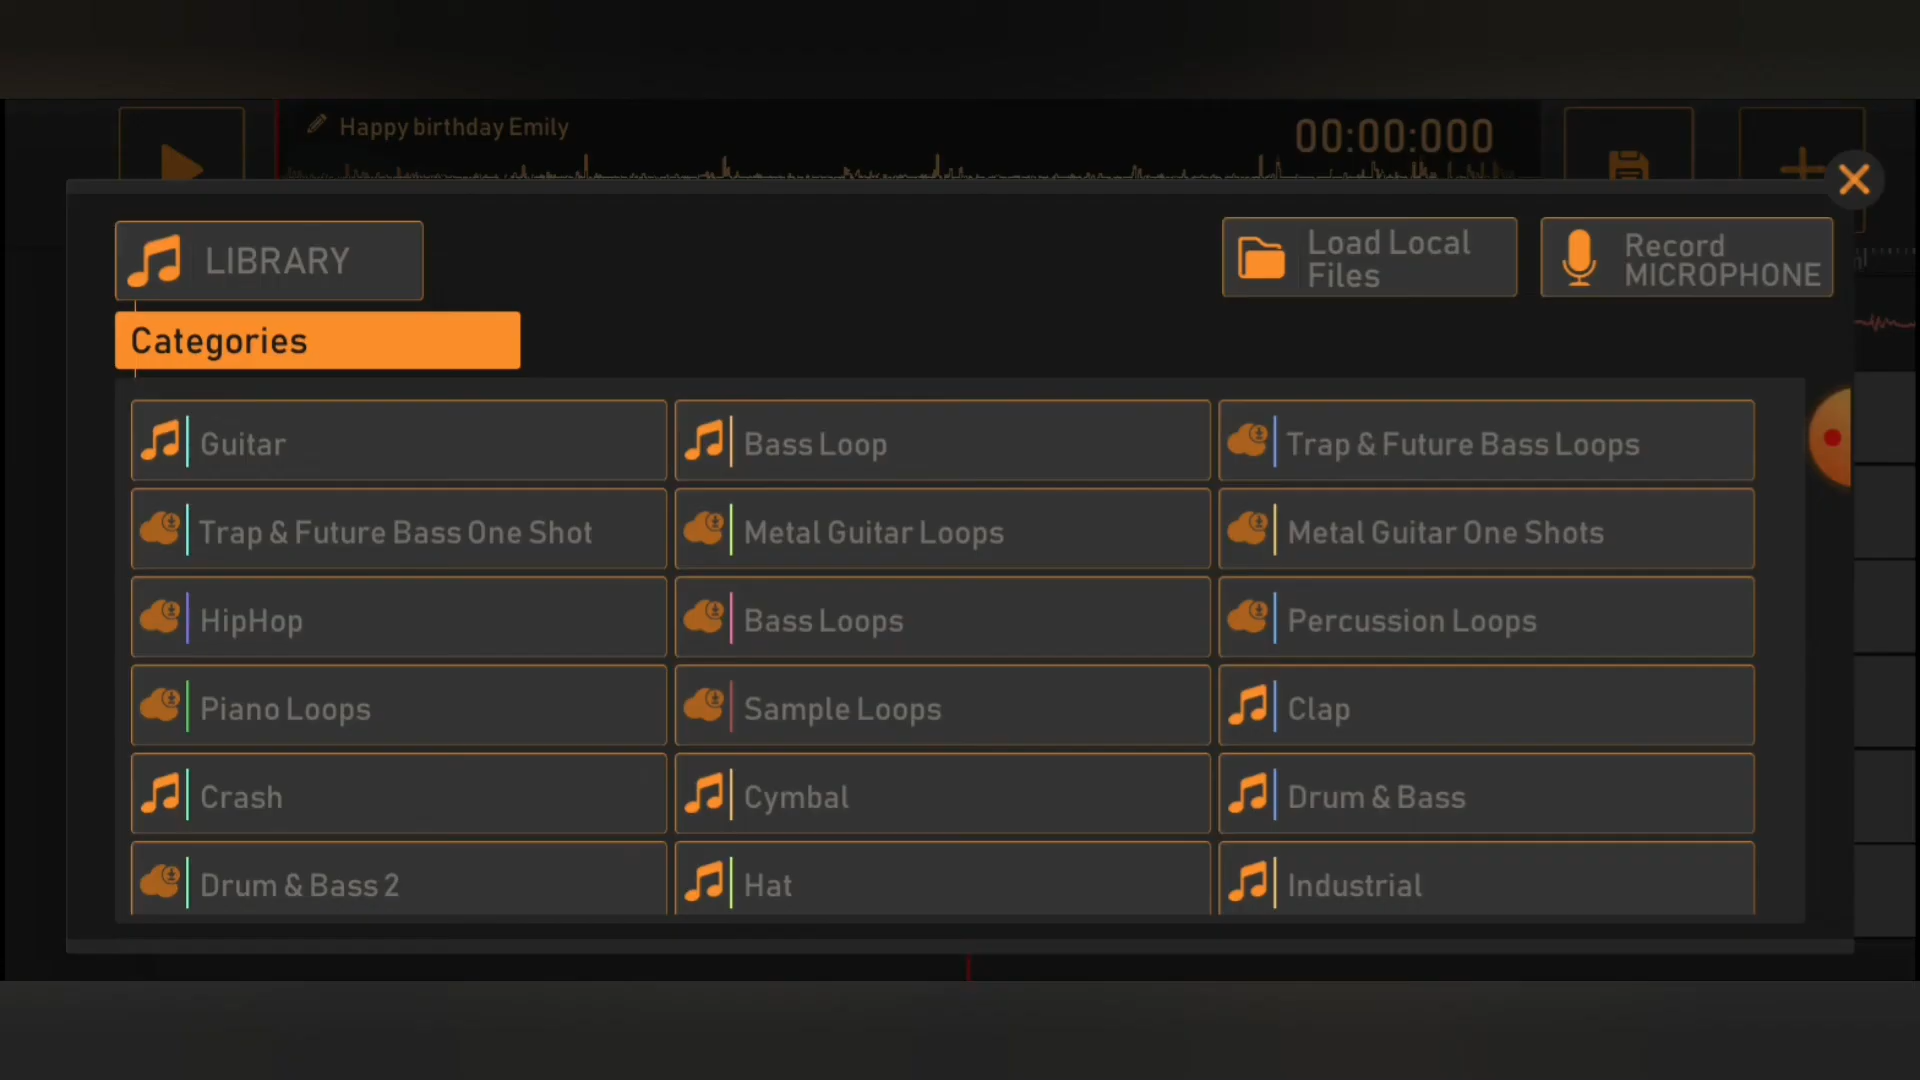 Happy birthday Emily
00:00:000
LIBRARY
Load Local
Files
Record
MICROPHONE
Categories
Guitar
Bass Loop
Trap & Future Bass Loops
Trap & Future Bass One Shot
Metal Guitar Loops
Metal Guitar One Shots
HipHop
Bass Loops
Percussion Loops
Piano Loops
Sample Loops
Clap
Crash
Cymbal
Drum & Bass
Drum & Bass 2
Hat
Industrial